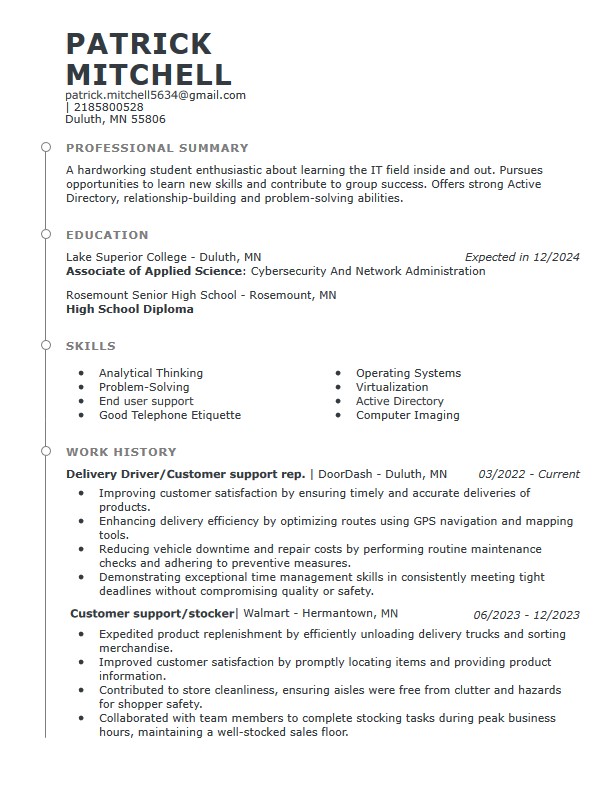 PATRICK
MITCHELL
patrick.mitchell5634@gmail.com
| 2185800528
Duluth, MN 55806
PROFESSIONAL SUMMARY
A hardworking student enthusiastic about learning the IT field inside and out. Pursues
opportunities to learn new skills and contribute to group success. Offers strong Active
Directory, relationship-building and problem-solving abilities.
EDUCATION
Lake Superior College - Duluth, MN Expected in 12/2024
Associate of Applied Science: Cybersecurity And Network Administration
Rosemount Senior High School - Rosemount, MN
High School Diploma
SKILLS
• Analytical Thinking
• Problem-Solving
• End user support
• Good Telephone Etiquette
• Operating Systems
• Virtualization
• Active Directory
• Computer Imaging
WORK HISTORY
Delivery Driver/Customer support rep. | DoorDash - Duluth, MN 03/2022 - Current
• Improving customer satisfaction by ensuring timely and accurate deliveries of
products.
• Enhancing delivery efficiency by optimizing routes using GPS navigation and mapping
tools.
• Reducing vehicle downtime and repair costs by performing routine maintenance
checks and adhering to preventive measures.
• Demonstrating exceptional time management skills in consistently meeting tight
deadlines without compromising quality or safety.
Customer support/stocker| Walmart - Hermantown, MN 06/2023 - 12/2023
• Expedited product replenishment by efficiently unloading delivery trucks and sorting
merchandise.
• Improved customer satisfaction by promptly locating items and providing product
information.
• Contributed to store cleanliness, ensuring aisles were free from clutter and hazards
for shopper safety.
• Collaborated with team members to complete stocking tasks during peak business
hours, maintaining a well-stocked sales floor.